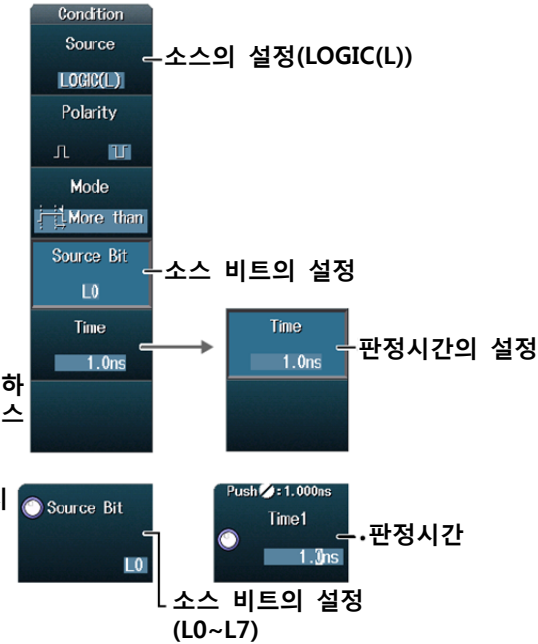 Condition
Source
LOGIC(L)
소스의 설정(LOGIC(L))
Polarity
Mode
More than
Source Bit
L0
소스 비트의 설정
Time
1.0ns
Time
1.0ns
판정시간의 설정
하
스
Source Bit
L0
소스 비트의 설정
(L0~L7)
Push :1.000ns
Time1
1.0ns
•판정시간